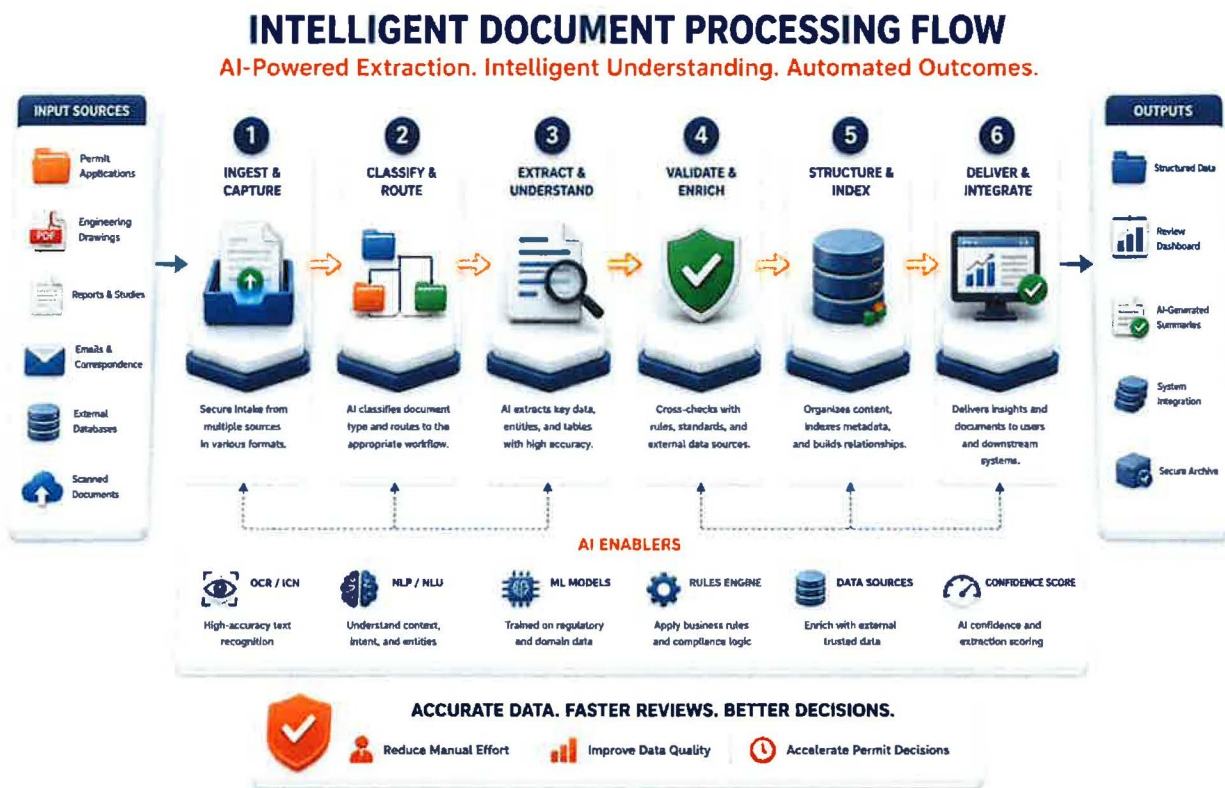 INTELLIGENT DOCUMENT PROCESSING FLOW
AI-Powered Extraction. Intelligent Understanding. Automated Outcomes.
INPUT SOURCES
Permit
Applications
PDF
Engineering
Drawings
Reports & Studies
Emails &
Correspondence
External
Databases
Scanned
Documents
1
INGEST &
CAPTURE
Secure Intake from
multiple sources
in various formats.
2
CLASSIFY &
ROUTE
AI classifies document
type and routes to the
appropriate workflow.
3
EXTRACT &
UNDERSTAND
AI extracts key data,
entities, and tables
with high accuracy.
4
VALIDATE &
ENRICH
Cross-checks with
rules, standards, and
external data sources.
5
STRUCTURE &
INDEX
Organizes content,
indexes metadata,
and builds relationships.
6
DELIVER &
INTEGRATE
Delivers insights and
documents to users
and downstream
systems.
OUTPUTS
Structured Data
Review
Dashboard
AI-Generated
Summaries
System
Integration
Secure Archive
AI ENABLERS
OCR / ICN
High-accuracy text
recognition
NLP / NLU
Understand context,
intent, and entities
ML MODELS
Trained on regulatory
and domain data
RULES ENGINE
Apply business rules
and compliance logic
DATA SOURCES
Enrich with external
trusted data
CONFIDENCE SCORE
AI confidence and
extraction scoring
ACCURATE DATA. FASTER REVIEWS. BETTER DECISIONS.
Reduce Manual Effort
Improve Data Quality
Accelerate Permit Decisions